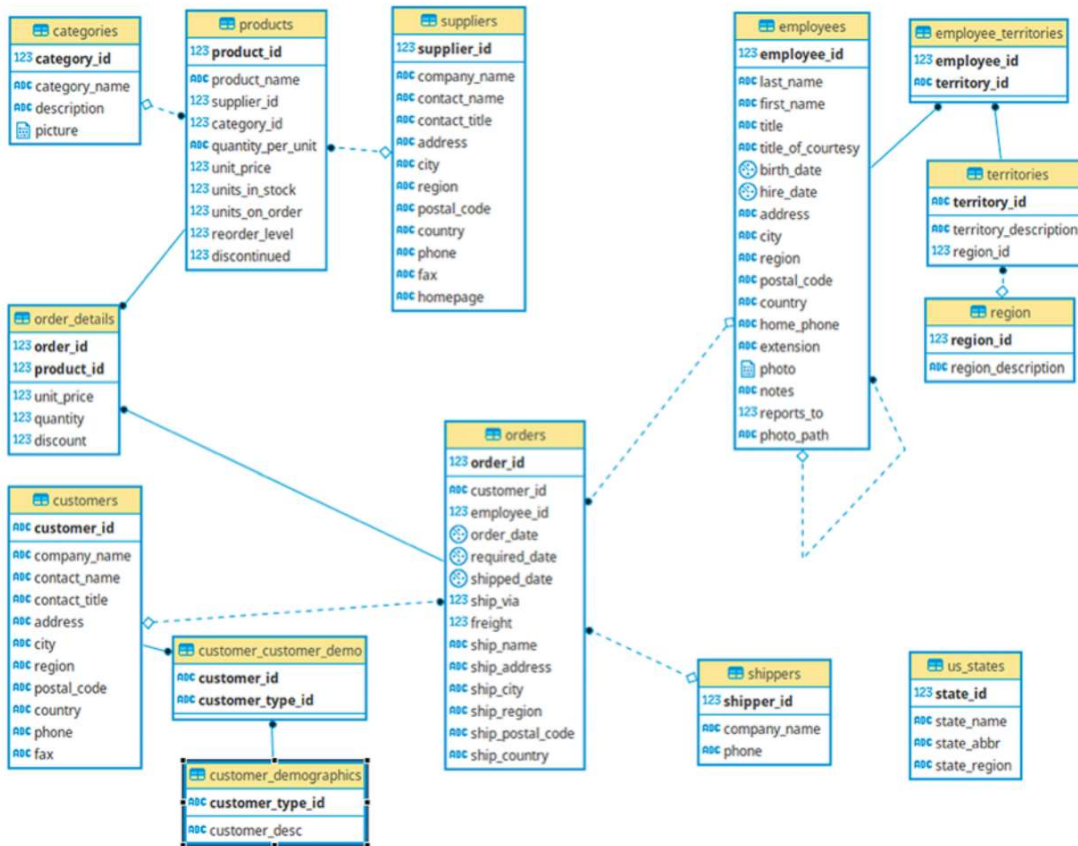 categories
123 category_id
ABC category_name
ABC description
picture
products
123 product_id
ABC product_name
123 supplier_id
123 category_id
ABC quantity_per_unit
123 unit_price
123 units_in_stock
123 units_on_order
123 reorder_level
123 discontinued
suppliers
123 supplier_id
ABC company_name
ABC contact_name
ABC contact_title
ABC address
ABC city
ABC region
ABC postal_code
ABC country
ABC phone
ABC fax
ABC homepage
employees
123 employee_id
ABC last_name
ABC first_name
ABC title
ABC title_of_courtesy
birth_date
hire_date
ABC address
ABC city
ABC region
ABC postal_code
ABC country
ABC home_phone
ABC extension
photo
ABC notes
123 reports_to
ABC photo_path
employee_territories
123 employee_id
ABC territory_id
territories
ABC territory_id
ABC territory_description
123 region_id
region
123 region_id
ABC region_description
order_details
123 order_id
123 product_id
123 unit_price
123 quantity
123 discount
orders
123 order_id
ABC customer_id
123 employee_id
order_date
required_date
shipped_date
123 ship_via
123 freight
ABC ship_name
ABC ship_address
ABC ship_city
ABC ship_region
ABC ship_postal_code
ABC ship_country
customers
ABC customer_id
ABC company_name
ABC contact_name
ABC contact_title
ABC address
ABC city
ABC region
ABC postal_code
ABC country
ABC phone
ABC fax
customer_customer_demo
ABC customer_id
ABC customer_type_id
customer_demographics
ABC customer_type_id
ABC customer_desc
shippers
123 shipper_id
ABC company_name
ABC phone
us_states
123 state_id
ABC state_name
ABC state_abbr
ABC state_region